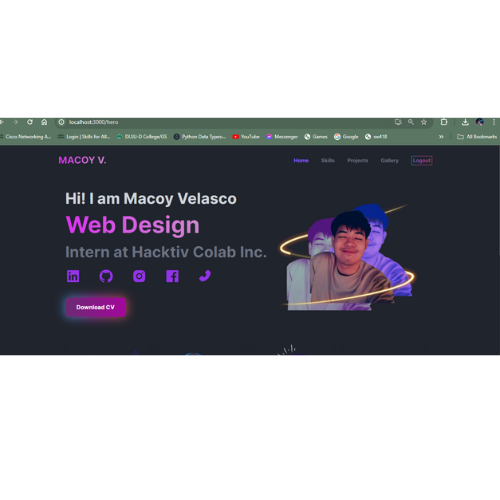 localhost:3000/hero
Cisco Networking A... Login | Skills for All... DLSU-D College/GS Python Data Types... YouTube Messenger Games Google All Bookmarks
MACOY V. Home Skills Projects Gallery Logout
Hi! I am Macoy Velasco
Web Design
Intern at Hacktiv Colab Inc.
Download CV